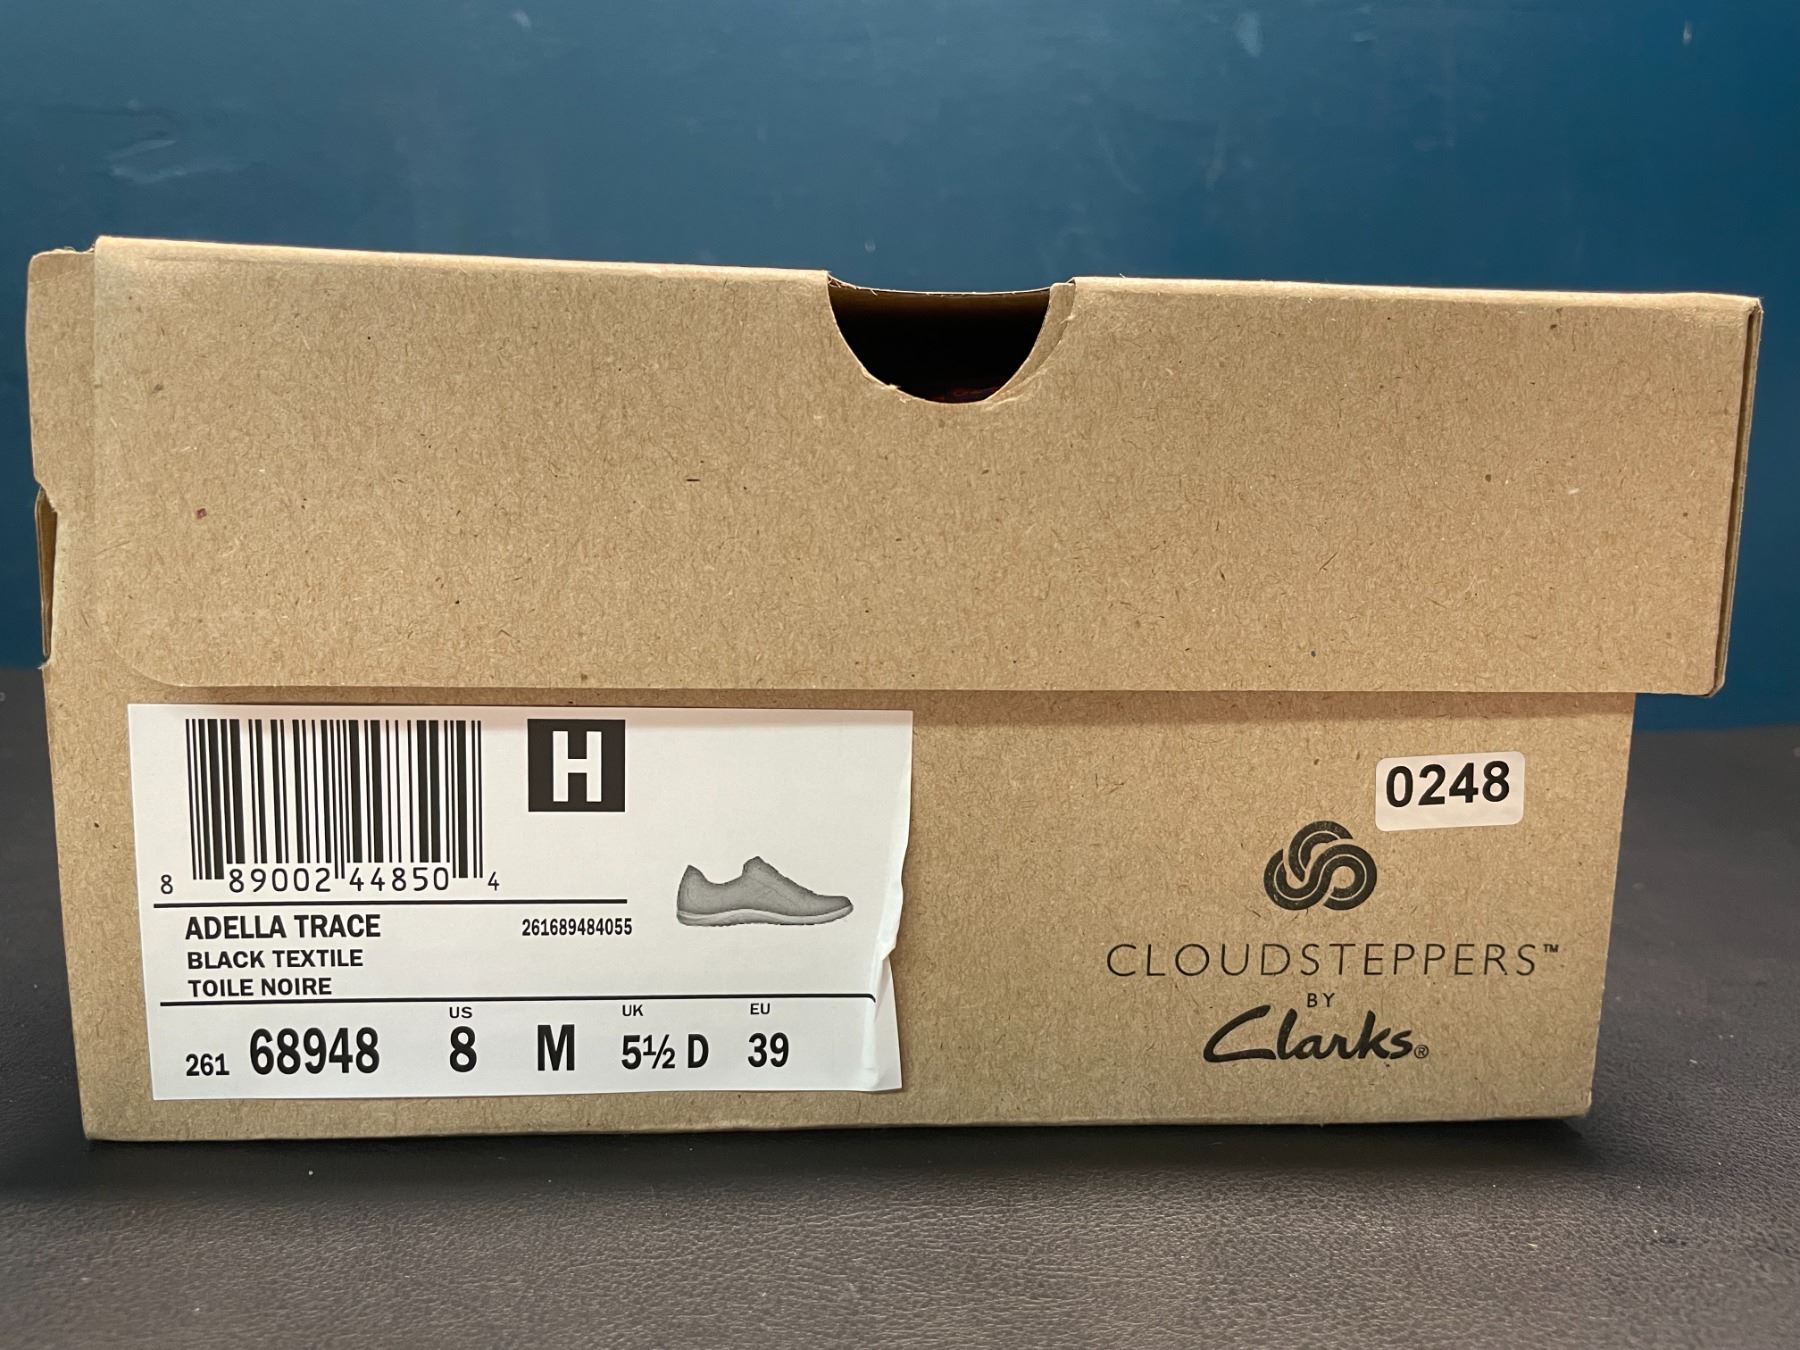 H
8 89002 44850 4
ADELLA TRACE 261689484055
BLACK TEXTILE
TOILE NOIRE
US UK EU
261 68948 8 M 5½ D 39
0248
CLOUDSTEPPERS™
BY
Clarks®